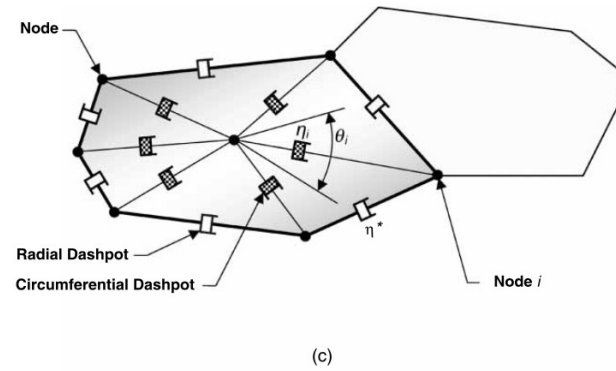 Node
ηi
θi
η*
Radial Dashpot
Circumferential Dashpot
Node i
(c)